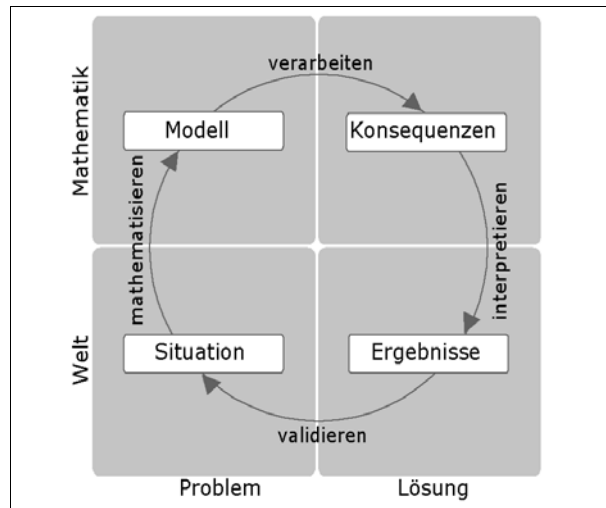 verarbeiten
Mathematik
Modell
Konsequenzen
mathematisieren
interpretieren
Welt
Situation
Ergebnisse
validieren
Problem
Lösung